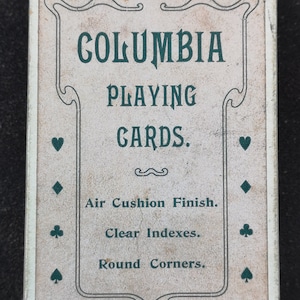 COLUMBIA
PLAYING
CARDS.
Air Cushion Finish.
Clear Indexes.
Round Corners.